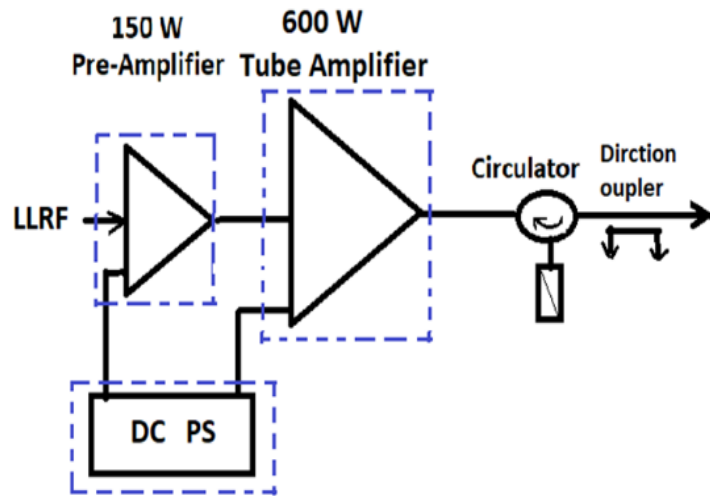 150 W
Pre-Amplifier
600 W
Tube Amplifier
Circulator
Dirction
oupler
LLRF
DC PS